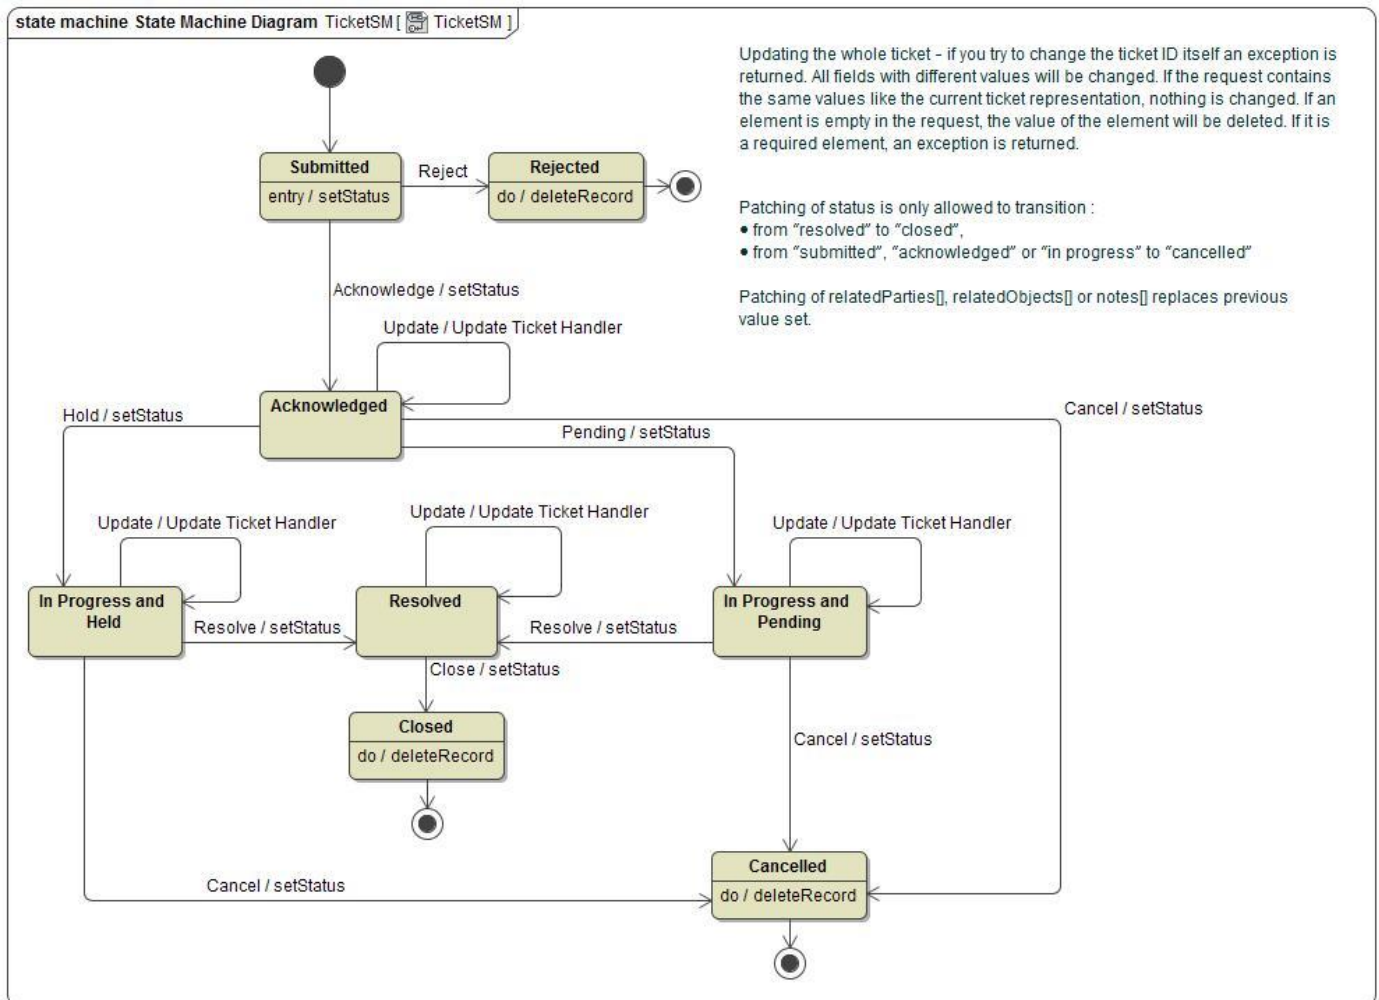 state machine State Machine Diagram TicketSM [ TicketSM ]
Updating the whole ticket – if you try to change the ticket ID itself an exception is
returned. All fields with different values will be changed. If the request contains
the same values like the current ticket representation, nothing is changed. If an
element is empty in the request, the value of the element will be deleted. If it is
a required element, an exception is returned.
Patching of status is only allowed to transition :
● from “resolved” to “closed”,
● from “submitted”, “acknowledged” or “in progress” to “cancelled”
Patching of relatedParties[], relatedObjects[] or notes[] replaces previous
value set.
Submitted
entry / setStatus
Reject
Rejected
do / deleteRecord
Acknowledge / setStatus
Update / Update Ticket Handler
Acknowledged
Hold / setStatus
Pending / setStatus
Cancel / setStatus
Update / Update Ticket Handler
Update / Update Ticket Handler
Update / Update Ticket Handler
In Progress and
Held
Resolve / setStatus
Resolved
Resolve / setStatus
In Progress and
Pending
Close / setStatus
Closed
do / deleteRecord
Cancel / setStatus
Cancel / setStatus
Cancelled
do / deleteRecord